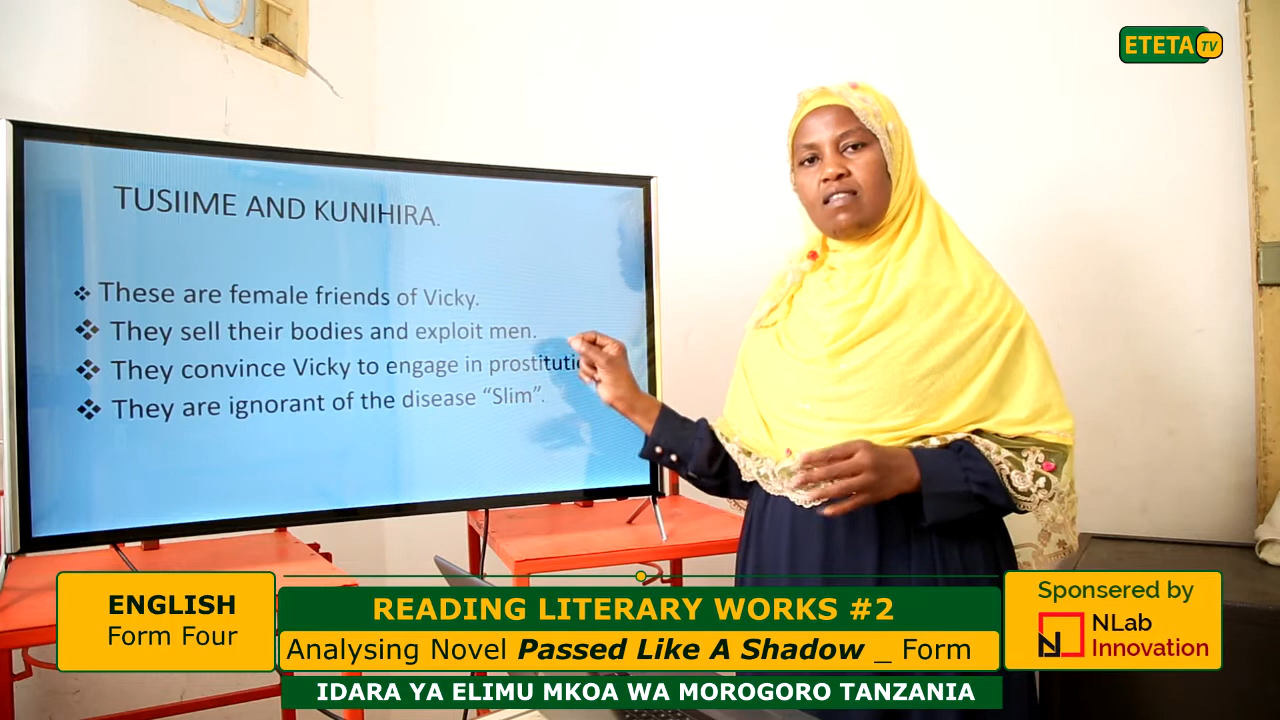 ETETA TV
TUSIIME AND KUNIHIRA.
These are female friends of Vicky.
They sell their bodies and exploit men.
They convince Vicky to engage in
They are ignorant of the disease “Slim”.
ENGLISH
Form Four
READING LITERARY WORKS #2
Analysing Novel Passed Like A Shadow _ Form
IDARA YA ELIMU MKOA WA MOROGORO TANZANIA
Sponsered by
NLab
Innovation